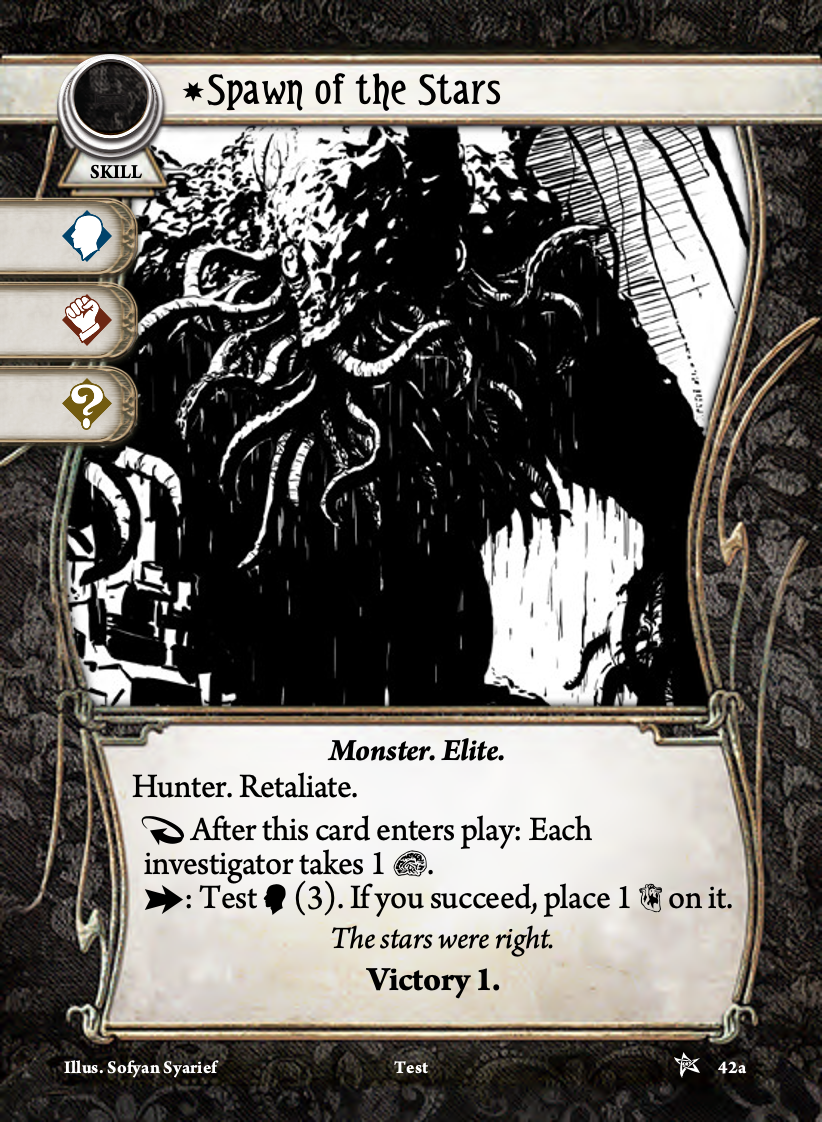 Spawn of the Stars
SKILL
Monster. Elite.
Hunter. Retaliate.
After this card enters play: Each
investigator takes 1 .
: Test (3). If you succeed, place 1 on it.
The stars were right.
Victory 1.
Illus. Sofyan Syarief
Test
42a